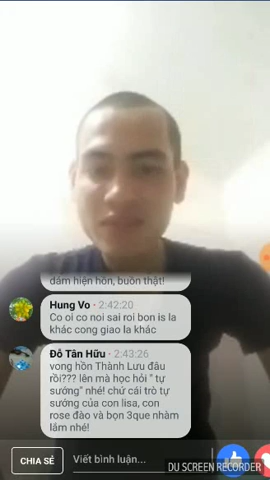 dám hiện hồn, buồn thật!
Hung Vo • 2:42:20
Co oi co noi sai roi bon is la
khác cong giao la khác
Đỗ Tân Hữu • 2:43:26
vong hồn Thành Lưu đâu
rồi??? lên mà học hỏi " tự
sướng" nhé! chứ cái trò tự
sướng của con lisa, con
rose đào và bọn 3que nhàm
lắm nhé!
CHIA SẺ
Viết bình luận...
DU SCREEN RECORDER